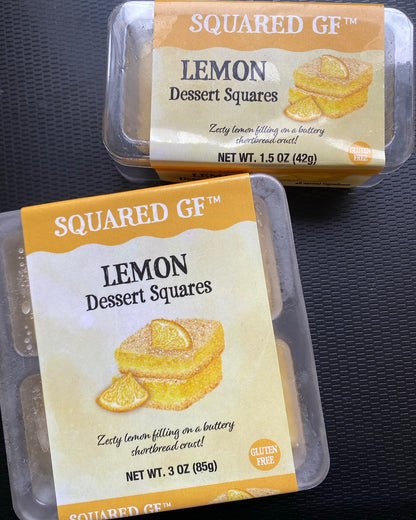 SQUARED GF™
LEMON
Dessert Squares
Zesty lemon filling on a buttery
shortbread crust!
NET WT. 1.5 OZ (42g)
GLUTEN
FREE
SQUARED GF™
LEMON
Dessert Squares
Zesty lemon filling on a buttery
shortbread crust!
NET WT. 3 OZ (85g)
GLUTEN
FREE
SQUARED GF™